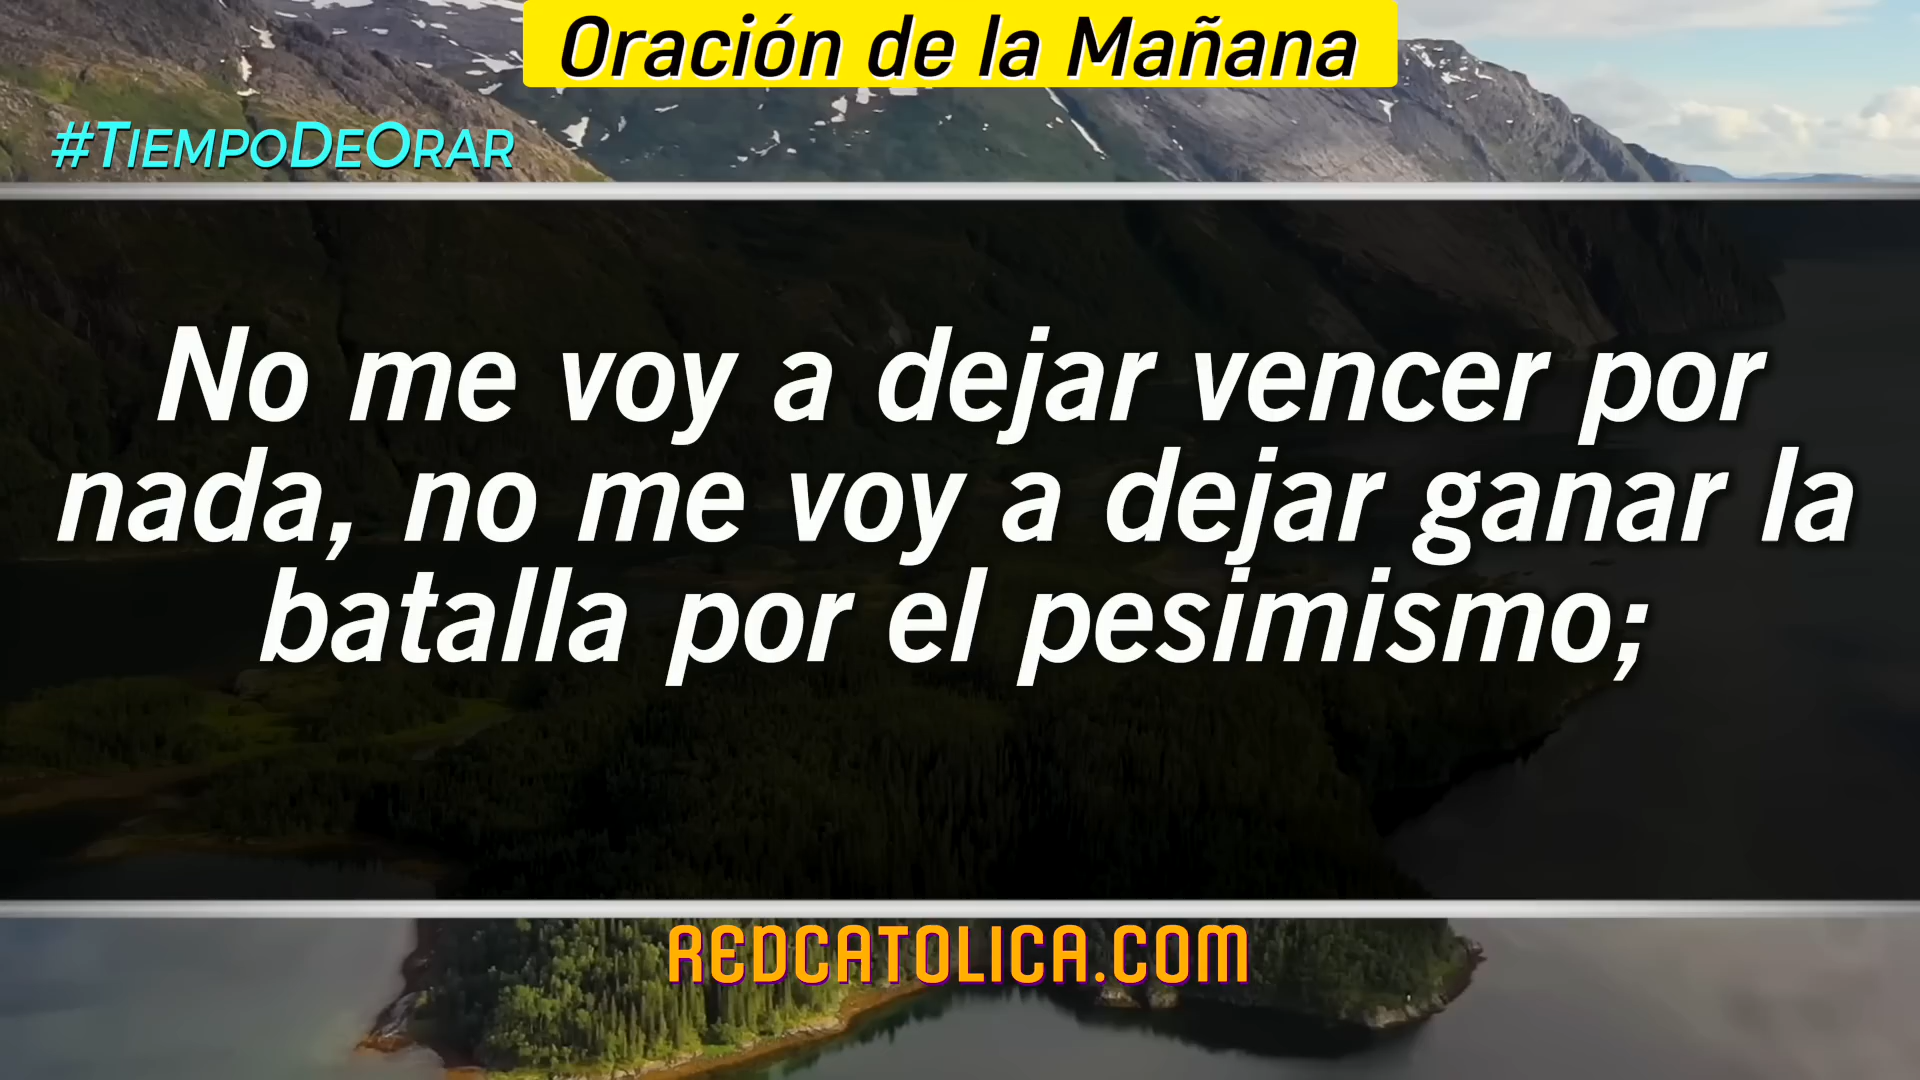 Oración de la Mañana
#TiempoDeOrar
No me voy a dejar vencer por
nada, no me voy a dejar ganar la
batalla por el pesimismo;
REDCATOLICA.COM